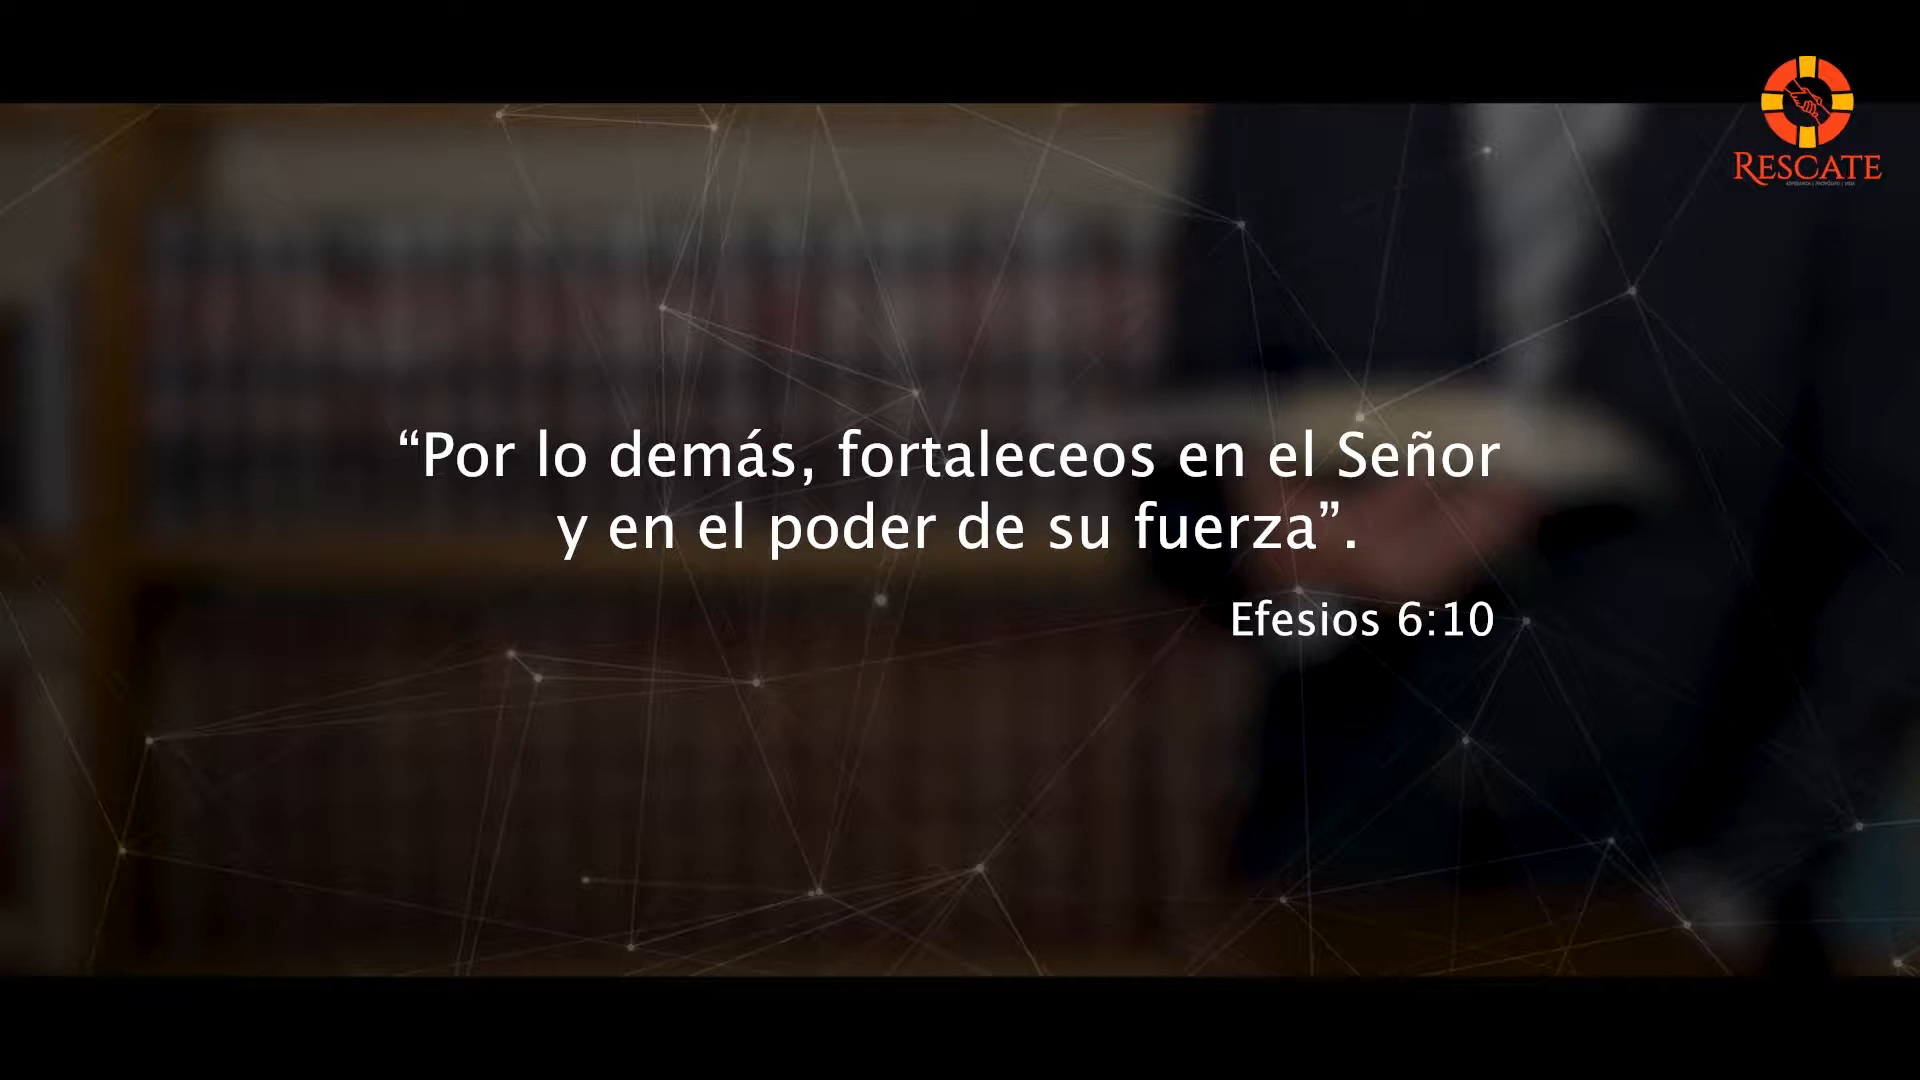 RESCATE
“Por lo demás, fortaleceos en el Señor
y en el poder de su fuerza”.
Efesios 6:10